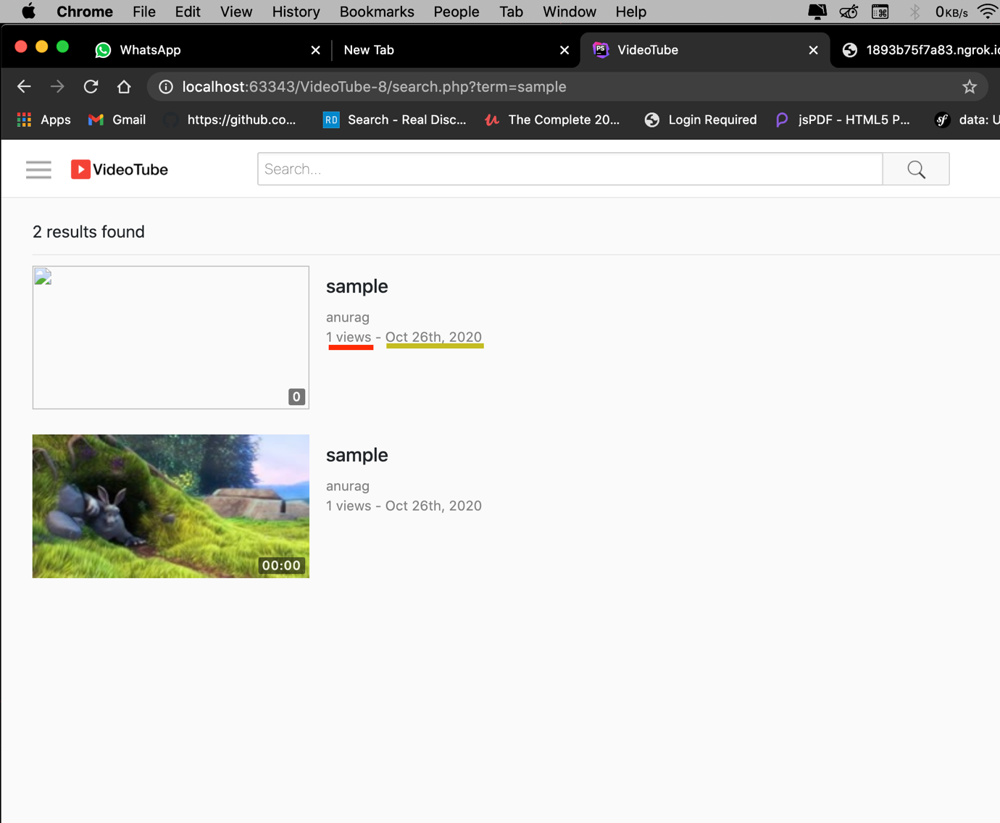 Chrome File Edit View History Bookmarks People Tab Window Help 0KB/s
WhatsApp New Tab VideoTube 1893b75f7a83.ngrok.io
localhost:63343/VideoTube-8/search.php?term=sample
Apps Gmail https://github.co... RD Search - Real Disc... The Complete 20... Login Required jsPDF - HTML5 P... sf data: U
VideoTube Search...
2 results found
sample
anurag
1 views - Oct 26th, 2020
0
sample
anurag
1 views - Oct 26th, 2020
00:00